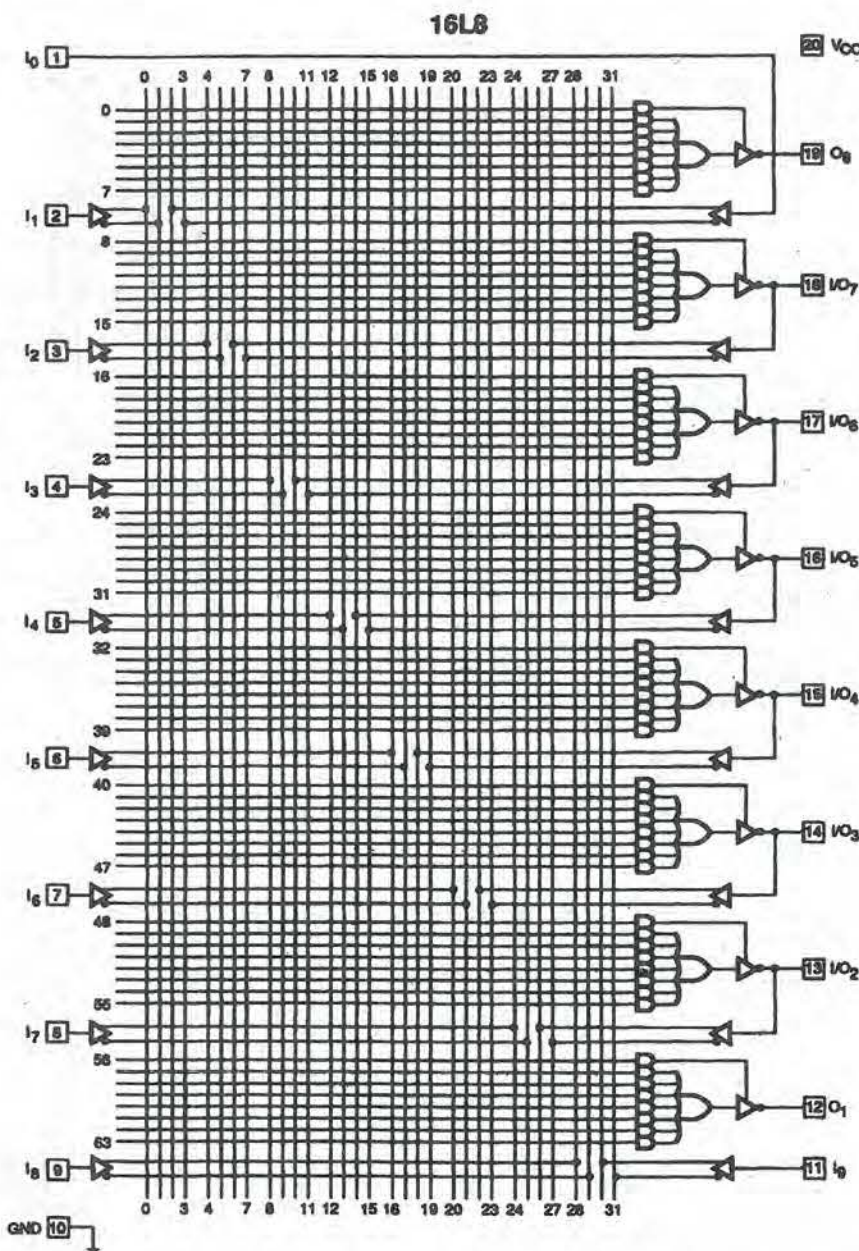 16L8
I0 1 20 VCC
0 3 4 7 8 11 12 15 16 19 20 23 24 27 28 31
0
19 O8
7
I1 2
8
18 I/O7
15
I2 3
16
17 I/O6
23
I3 4
24
16 I/O5
31
I4 5
32
15 I/O4
39
I5 6
40
14 I/O3
47
I6 7
48
13 I/O2
55
I7 8
56
12 O1
63
I8 9 11 I9
0 3 4 7 8 11 12 15 16 19 20 23 24 27 28 31
GND 10